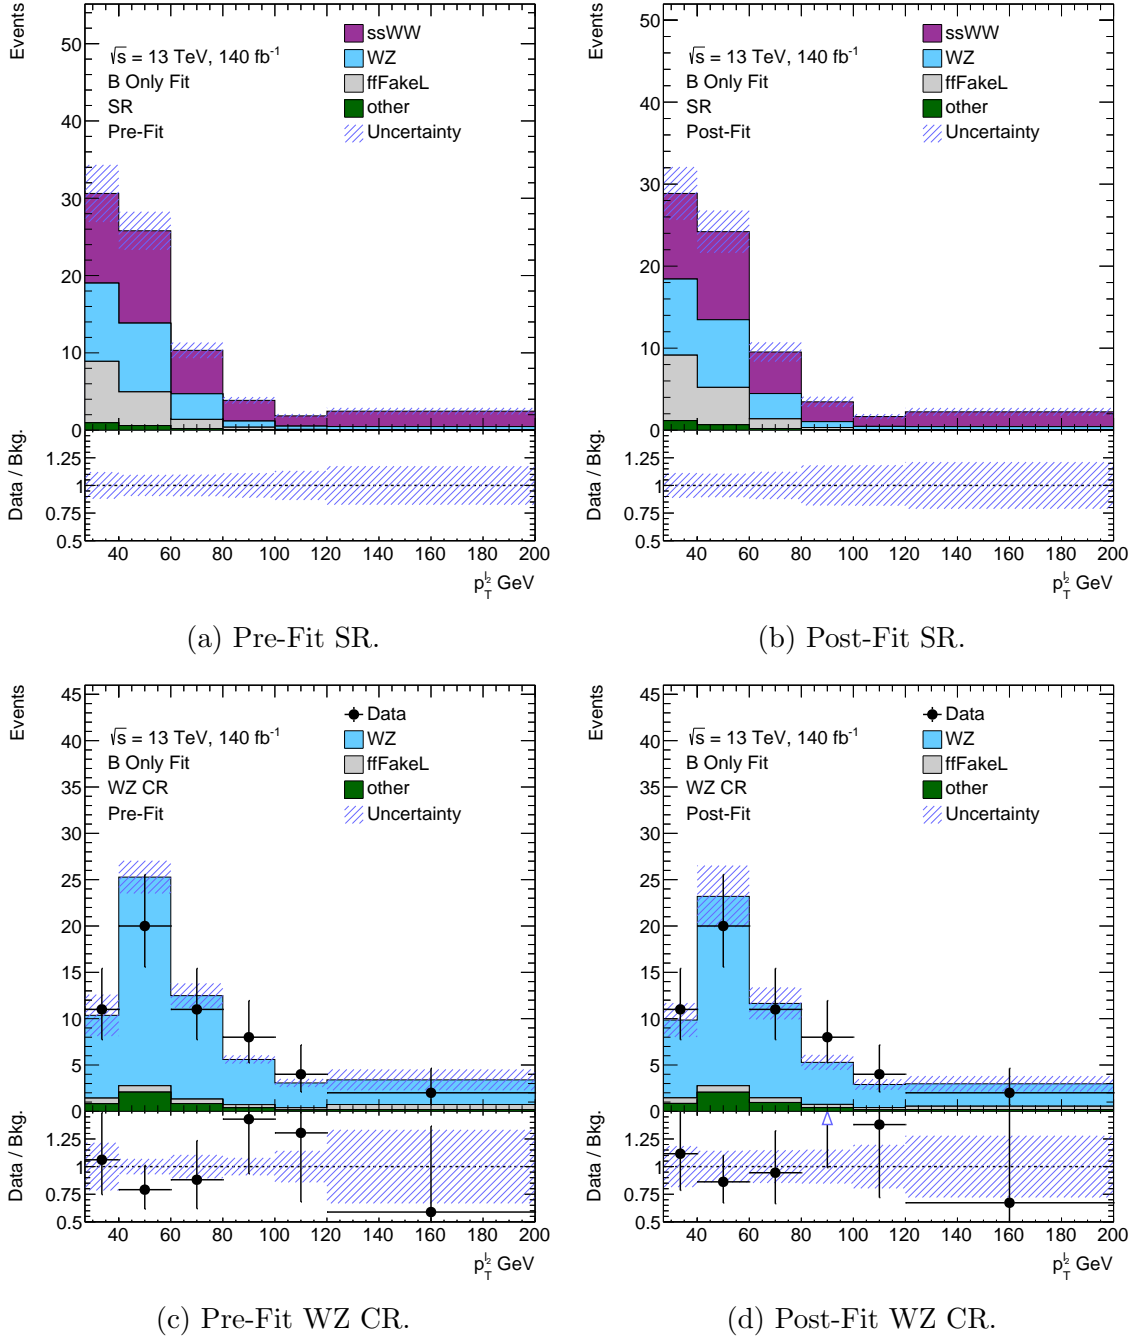 Events
50
40
30
20
10
0
√s = 13 TeV, 140 fb⁻¹
B Only Fit
SR
Pre-Fit
ssWW
WZ
ffFakeL
other
Uncertainty
Data / Bkg.
1.25
1
0.75
0.5
40 60 80 100 120 140 160 180 200
p_T^{l_2} GeV
(a) Pre-Fit SR.
Events
50
40
30
20
10
0
√s = 13 TeV, 140 fb⁻¹
B Only Fit
SR
Post-Fit
ssWW
WZ
ffFakeL
other
Uncertainty
Data / Bkg.
1.25
1
0.75
0.5
40 60 80 100 120 140 160 180 200
p_T^{l_2} GeV
(b) Post-Fit SR.
Events
45
40
35
30
25
20
15
10
5
0
√s = 13 TeV, 140 fb⁻¹
B Only Fit
WZ CR
Pre-Fit
Data
WZ
ffFakeL
other
Uncertainty
Data / Bkg.
1.25
1
0.75
0.5
40 60 80 100 120 140 160 180 200
p_T^{l_2} GeV
(c) Pre-Fit WZ CR.
Events
45
40
35
30
25
20
15
10
5
0
√s = 13 TeV, 140 fb⁻¹
B Only Fit
WZ CR
Post-Fit
Data
WZ
ffFakeL
other
Uncertainty
Data / Bkg.
1.25
1
0.75
0.5
40 60 80 100 120 140 160 180 200
p_T^{l_2} GeV
(d) Post-Fit WZ CR.